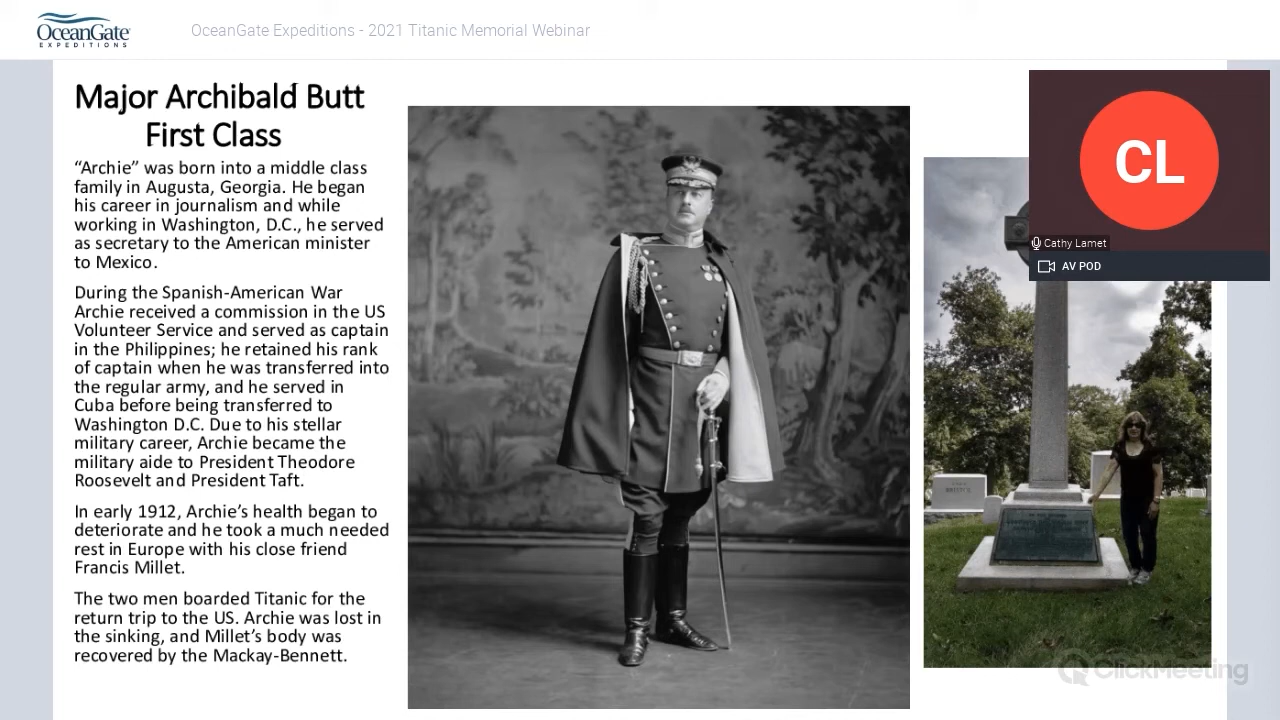 OceanGate
EXPEDITIONS
OceanGate Expeditions - 2021 Titanic Memorial Webinar
Major Archibald Butt
First Class
“Archie” was born into a middle class
family in Augusta, Georgia. He began
his career in journalism and while
working in Washington, D.C., he served
as secretary to the American minister
to Mexico.
During the Spanish-American War
Archie received a commission in the US
Volunteer Service and served as captain
in the Philippines; he retained his rank
of captain when he was transferred into
the regular army, and he served in
Cuba before being transferred to
Washington D.C. Due to his stellar
military career, Archie became the
military aide to President Theodore
Roosevelt and President Taft.
In early 1912, Archie’s health began to
deteriorate and he took a much needed
rest in Europe with his close friend
Francis Millet.
The two men boarded Titanic for the
return trip to the US. Archie was lost in
the sinking, and Millet’s body was
recovered by the Mackay-Bennett.
CL
Cathy Lamet
AV POD
ClickMeeting